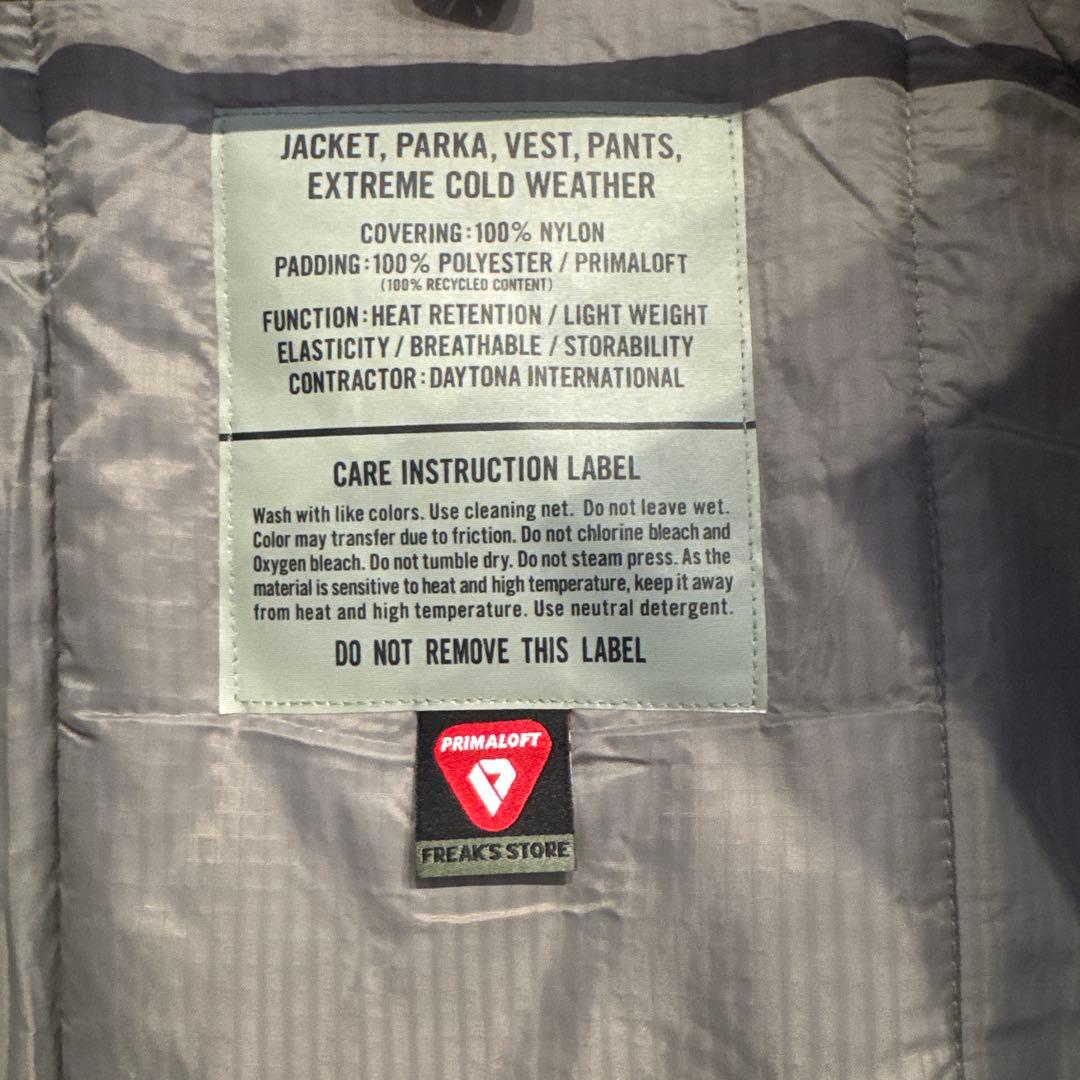 JACKET, PARKA, VEST, PANTS,
EXTREME COLD WEATHER
COVERING:100% NYLON
PADDING:100% POLYESTER / PRIMALOFT
(100% RECYCLED CONTENT)
FUNCTION:HEAT RETENTION / LIGHT WEIGHT
ELASTICITY / BREATHABLE / STORABILITY
CONTRACTOR:DAYTONA INTERNATIONAL
CARE INSTRUCTION LABEL
Wash with like colors. Use cleaning net. Do not leave wet.
Color may transfer due to friction. Do not chlorine bleach and
Oxygen bleach. Do not tumble dry. Do not steam press. As the
material is sensitive to heat and high temperature, keep it away
from heat and high temperature. Use neutral detergent.
DO NOT REMOVE THIS LABEL
PRIMALOFT
FREAK'S STORE